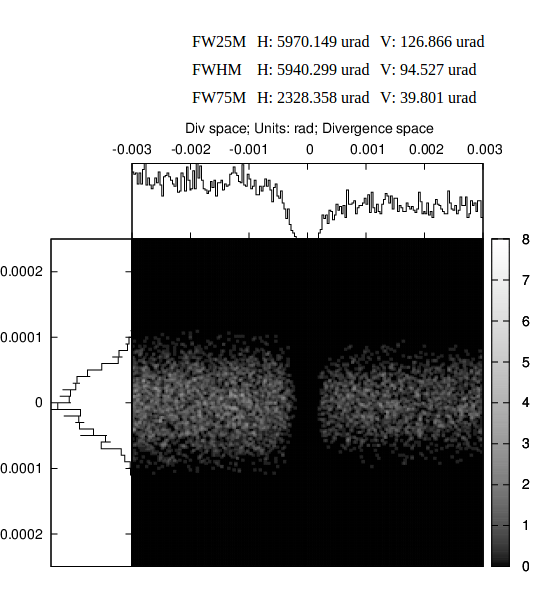 FW25M H: 5970.149 urad V: 126.866 urad
FWHM H: 5940.299 urad V: 94.527 urad
FW75M H: 2328.358 urad V: 39.801 urad
Div space; Units: rad; Divergence space
-0.003 -0.002 -0.001 0 0.001 0.002 0.003
8
0.0002
7
6
0.0001
5
4
0
3
2
0.0001
1
0.0002
0